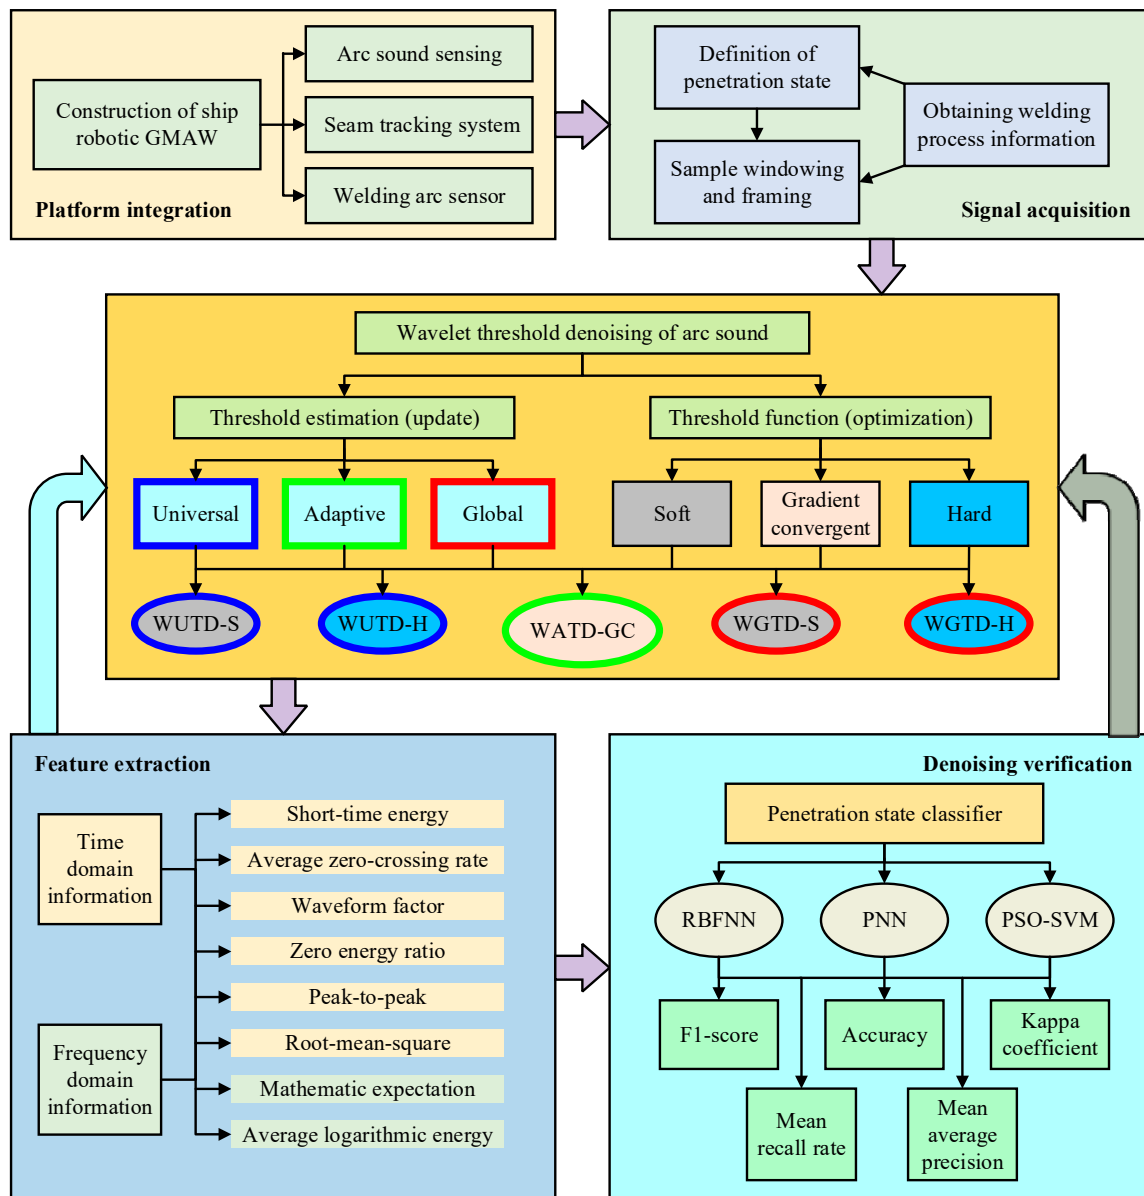 Construction of ship
robotic GMAW
Arc sound sensing
Seam tracking system
Welding arc sensor
Platform integration
Definition of
penetration state
Sample windowing
and framing
Obtaining welding
process information
Signal acquisition
Wavelet threshold denoising of arc sound
Threshold estimation (update)
Threshold function (optimization)
Universal
Adaptive
Global
Soft
Gradient
convergent
Hard
WUTD-S
WUTD-H
WATD-GC
WGTD-S
WGTD-H
Feature extraction
Time
domain
information
Frequency
domain
information
Short-time energy
Average zero-crossing rate
Waveform factor
Zero energy ratio
Peak-to-peak
Root-mean-square
Mathematic expectation
Average logarithmic energy
Denoising verification
Penetration state classifier
RBFNN
PNN
PSO-SVM
F1-score
Accuracy
Kappa
coefficient
Mean
recall rate
Mean
average
precision